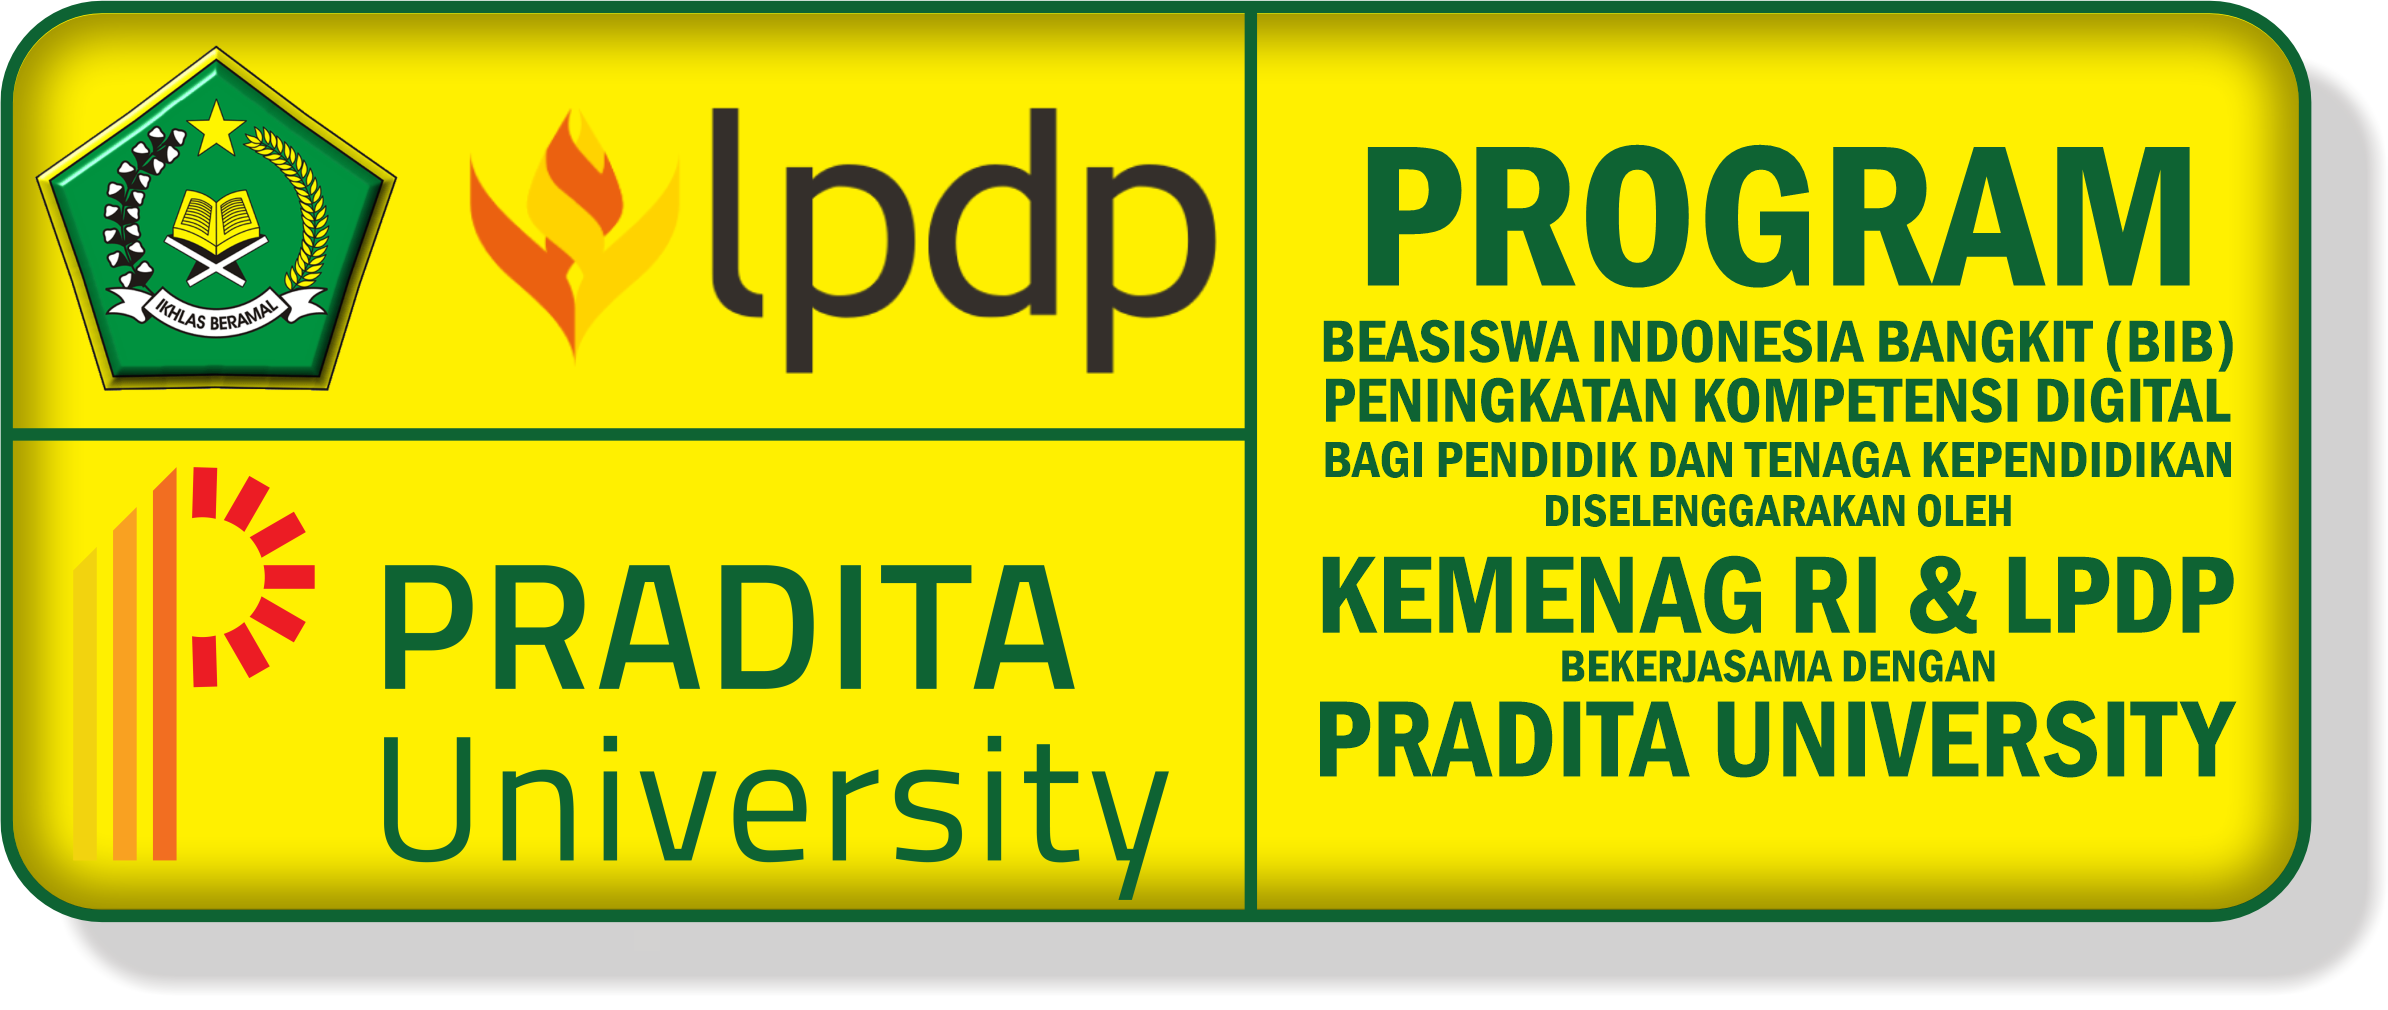 IKHLAS BERAMAL
lpdp
PRADITA
University
PROGRAM
BEASISWA INDONESIA BANGKIT (BIB)
PENINGKATAN KOMPETENSI DIGITAL
BAGI PENDIDIK DAN TENAGA KEPENDIDIKAN
DISELENGGARAKAN OLEH
KEMENAG RI & LPDP
BEKERJASAMA DENGAN
PRADITA UNIVERSITY